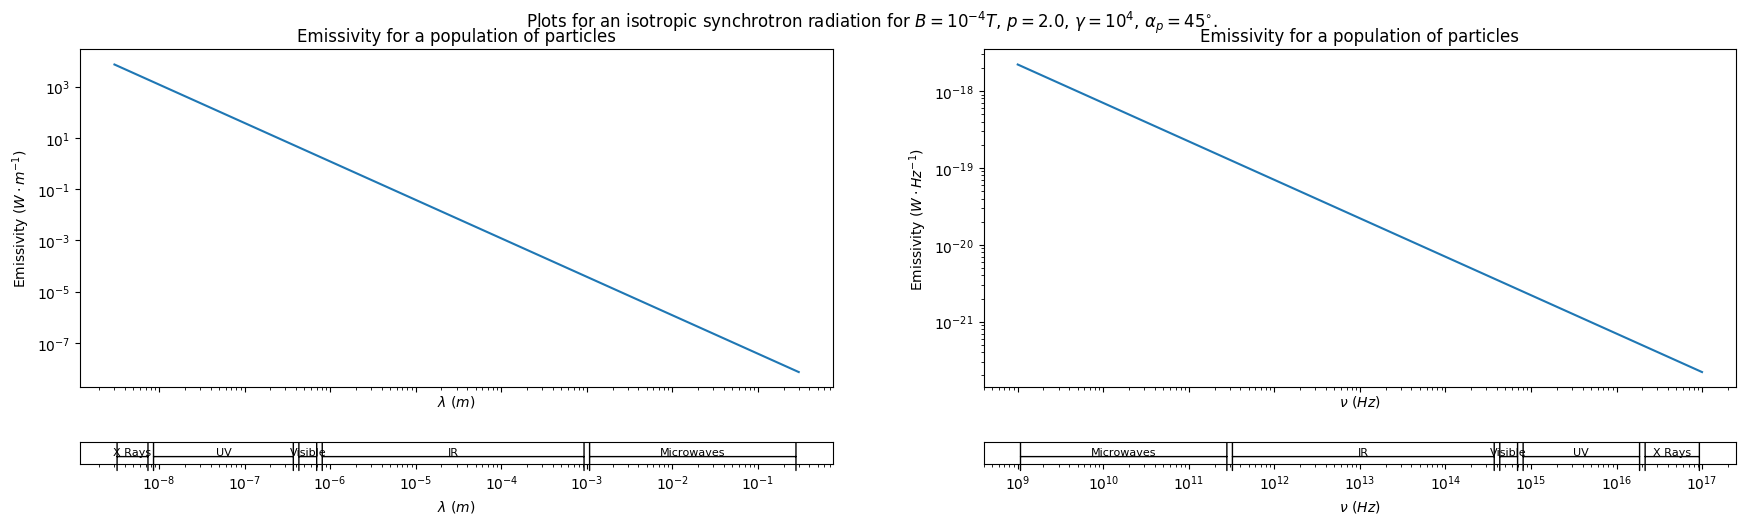 Plots for an isotropic synchrotron radiation for B = 10⁻⁴T, p = 2.0, γ = 10⁴, αₚ = 45°.
Emissivity for a population of particles
Emissivity (W · m⁻¹)
10³
10¹
10⁻¹
10⁻³
10⁻⁵
10⁻⁷
λ (m)
X Rays UV Visible IR Microwaves
10⁻⁸ 10⁻⁷ 10⁻⁶ 10⁻⁵ 10⁻⁴ 10⁻³ 10⁻² 10⁻¹
λ (m)
Emissivity for a population of particles
Emissivity (W · Hz⁻¹)
10⁻¹⁸
10⁻¹⁹
10⁻²⁰
10⁻²¹
ν (Hz)
Microwaves IR Visible UV X Rays
10⁹ 10¹⁰ 10¹¹ 10¹² 10¹³ 10¹⁴ 10¹⁵ 10¹⁶ 10¹⁷
ν (Hz)